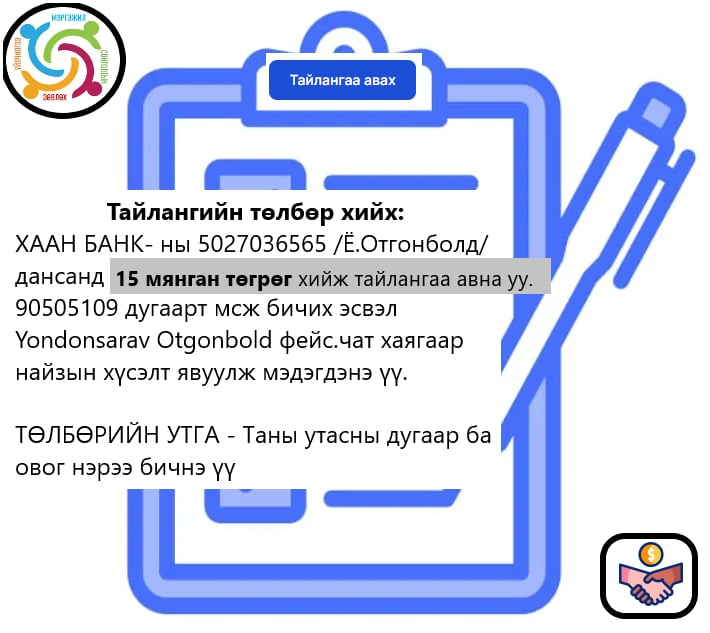 МЭРГЭЖИЛ
ҮЙЛЧИЛГЭЭ
СОНГОЛТЫН
ЗӨВЛӨХ
Тайлангаа авах
Тайлангийн төлбөр хийх:
ХААН БАНК- ны 5027036565 /Ё.Отгонболд/
дансанд 15 мянган төгрөг хийж тайлангаа авна уу.
90505109 дугаарт мсж бичих эсвэл
Yondonsarav Otgonbold фейс.чат хаягаар
найзын хүсэлт явуулж мэдэгдэнэ үү.
ТӨЛБӨРИЙН УТГА - Таны утасны дугаар ба
овог нэрээ бичнэ үү
$